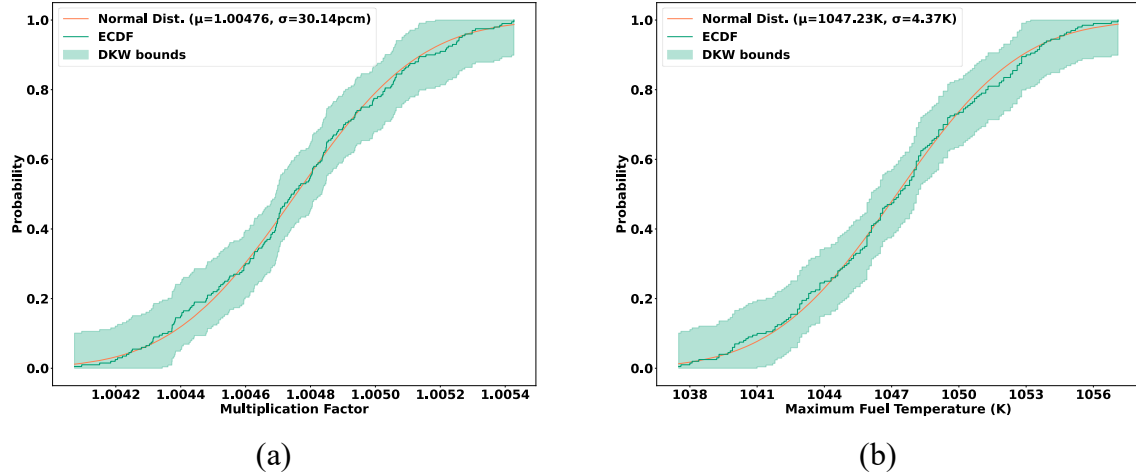 Normal Dist. (μ=1.00476, σ=30.14pcm)
ECDF
DKW bounds
1.0
0.8
0.6
0.4
0.2
0.0
Probability
1.0042 1.0044 1.0046 1.0048 1.0050 1.0052 1.0054
Multiplication Factor
(a)
Normal Dist. (μ=1047.23K, σ=4.37K)
ECDF
DKW bounds
1.0
0.8
0.6
0.4
0.2
0.0
Probability
1038 1041 1044 1047 1050 1053 1056
Maximum Fuel Temperature (K)
(b)